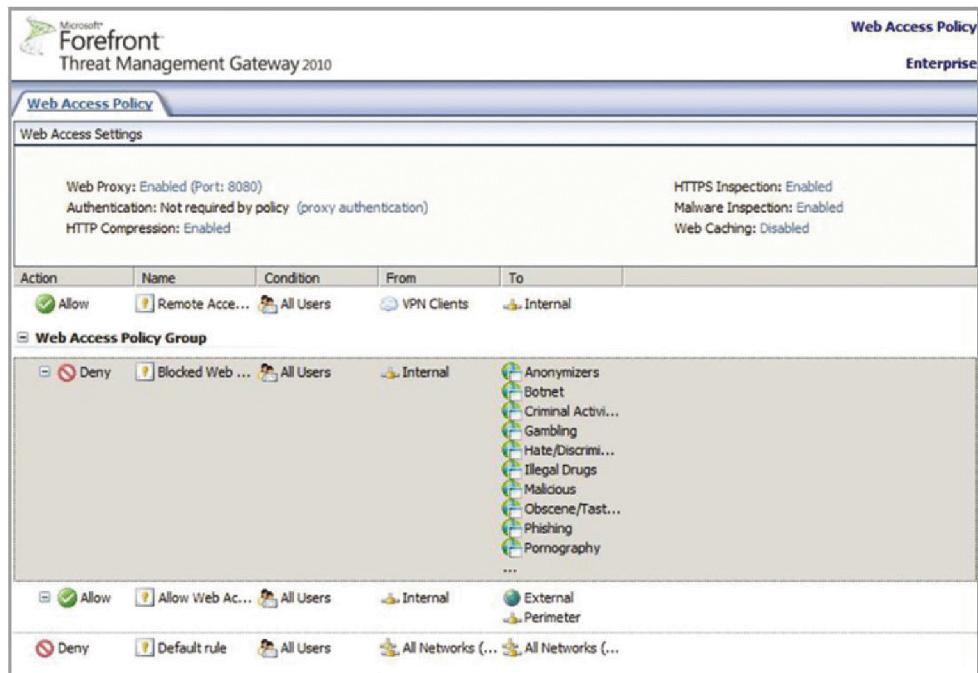 Microsoft
Forefront
Threat Management Gateway 2010
Web Access Policy
Enterprise
Web Access Policy
Web Access Settings
Web Proxy: Enabled (Port: 8080)
Authentication: Not required by policy (proxy authentication)
HTTP Compression: Enabled
HTTPS Inspection: Enabled
Malware Inspection: Enabled
Web Caching: Disabled
Action Name Condition From To
Allow Remote Acce... All Users VPN Clients Internal
Web Access Policy Group
Deny Blocked Web ... All Users Internal Anonymizers
Botnet
Criminal Activi...
Gambling
Hate/Discrimi...
Illegal Drugs
Malicious
Obscene/Tast...
Phishing
Pornography
...
Allow Allow Web Ac... All Users Internal External
Perimeter
Deny Default rule All Users All Networks (... All Networks (...